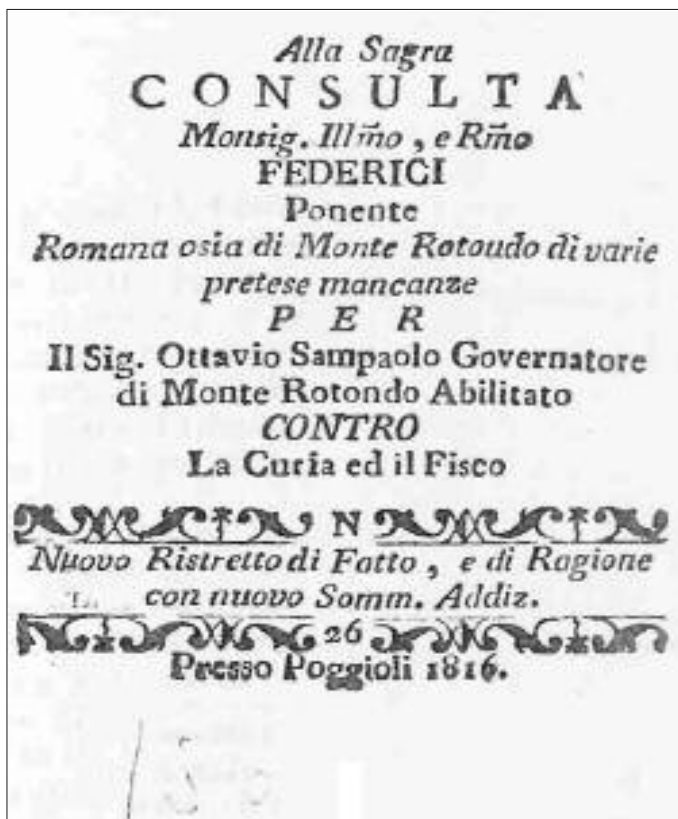 Alla Sagra
CONSULTA
Monsig. Illm̃o , e Rm̃o
FEDERICI
Ponente
Romana osia di Monte Rotoudo di varie
pretese mancanze
PER
Il Sig. Ottavio Sampaolo Governatore
di Monte Rotondo Abilitato
CONTRO
La Curia ed il Fisco
N
Nuovo Ristretto di Fatto , e di Ragione
con nuovo Somm. Addiz.
26
Presso Poggioli 1816.